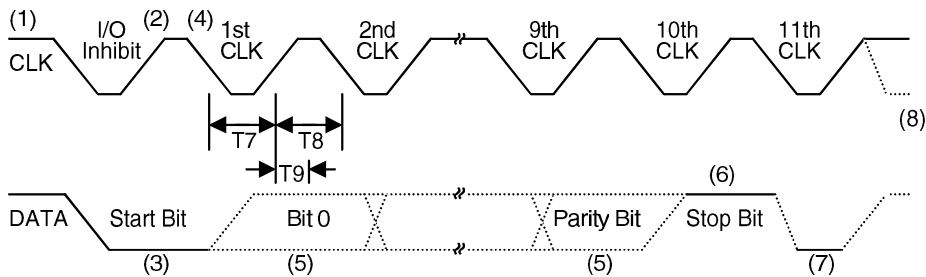 (1) I/O (2) (4) 1st 2nd 9th 10th 11th
CLK Inhibit CLK CLK CLK CLK CLK
(8)
T7 T8
T9
(6)
DATA Start Bit Bit 0 Parity Bit Stop Bit
(3) (5) (5) (7)